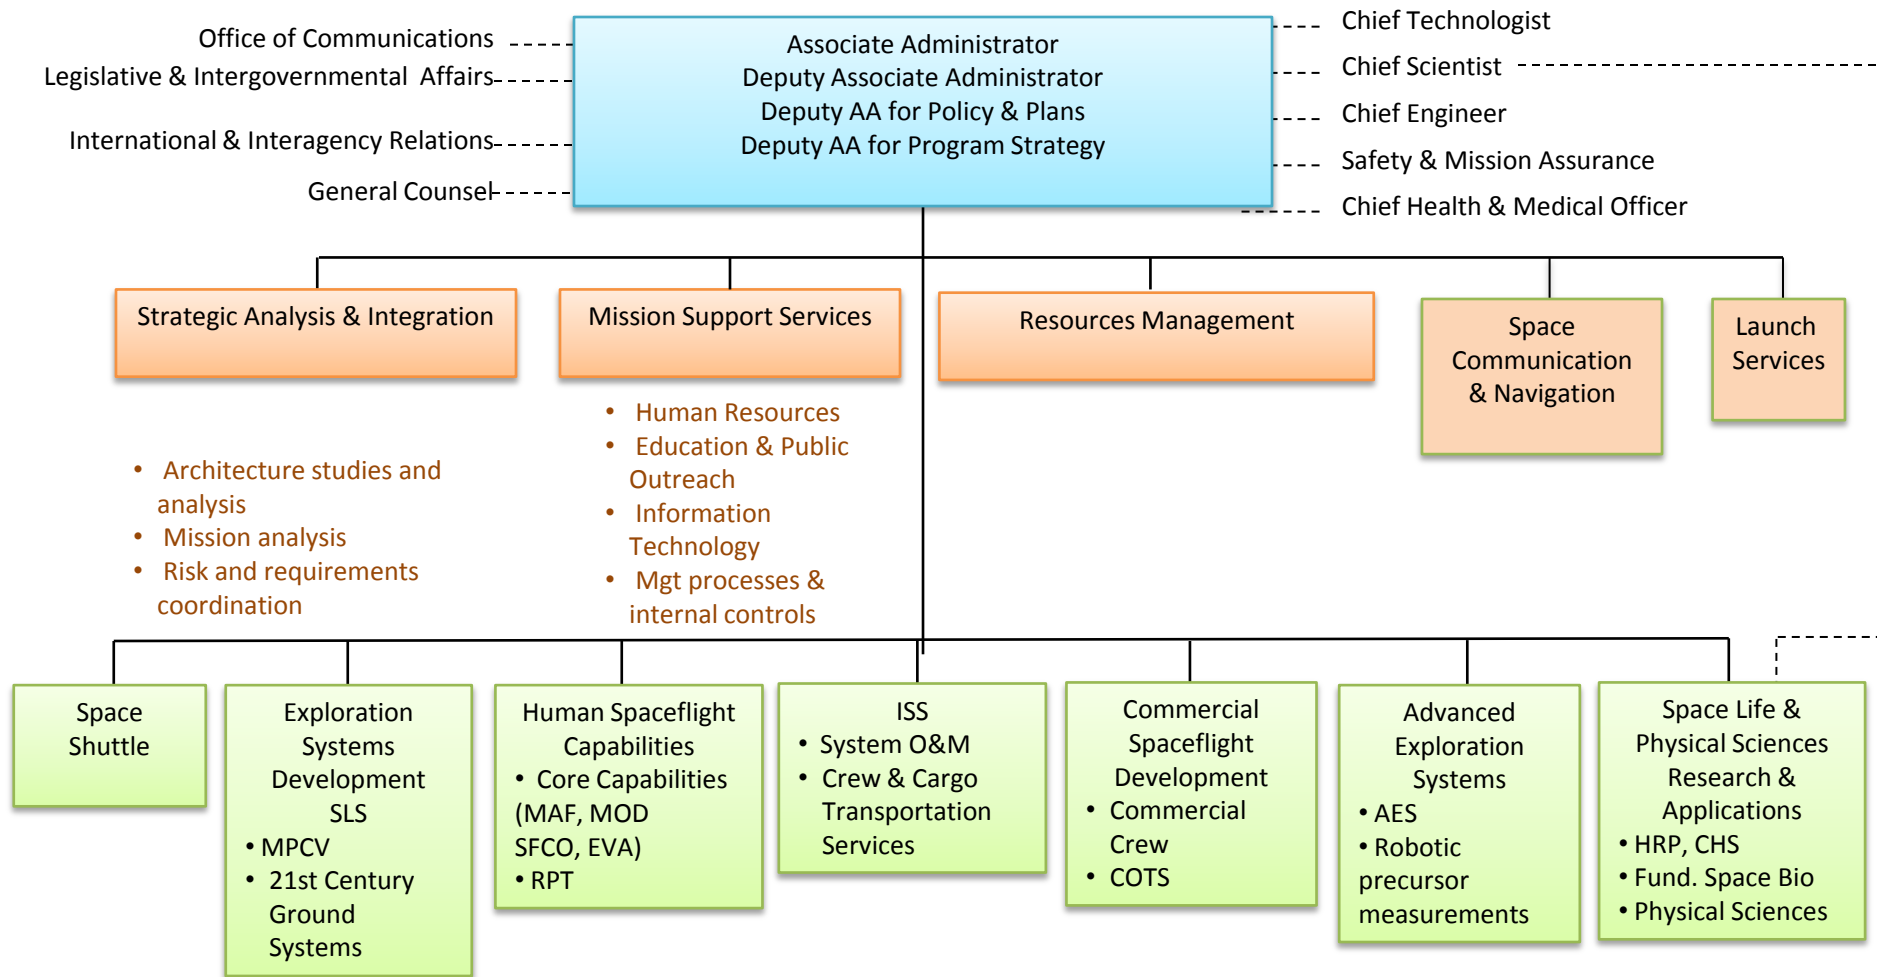 Office of Communications
Legislative & Intergovernmental Affairs
International & Interagency Relations
General Counsel
Associate Administrator
Deputy Associate Administrator
Deputy AA for Policy & Plans
Deputy AA for Program Strategy
Chief Technologist
Chief Scientist
Chief Engineer
Safety & Mission Assurance
Chief Health & Medical Officer
Strategic Analysis & Integration
Mission Support Services
Resources Management
Space
Communication
& Navigation
Launch
Services
• Architecture studies and
analysis
• Mission analysis
• Risk and requirements
coordination
• Human Resources
• Education & Public
Outreach
• Information
Technology
• Mgt processes &
internal controls
Space
Shuttle
Exploration
Systems
Development
SLS
• MPCV
• 21st Century
Ground
Systems
Human Spaceflight
Capabilities
• Core Capabilities
(MAF, MOD
SFCO, EVA)
• RPT
ISS
• System O&M
• Crew & Cargo
Transportation
Services
Commercial
Spaceflight
Development
• Commercial
Crew
• COTS
Advanced
Exploration
Systems
• AES
• Robotic
precursor
measurements
Space Life &
Physical Sciences
Research &
Applications
• HRP, CHS
• Fund. Space Bio
• Physical Sciences